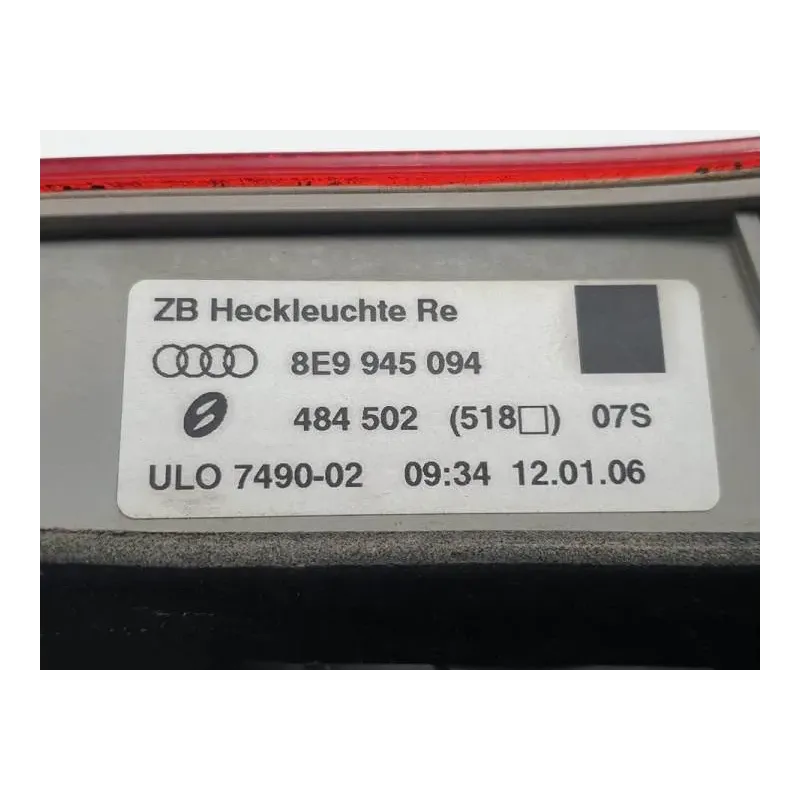 ZB Heckleuchte Re
8E9 945 094
484 502 (518□) 07S
ULO 7490-02 09:34 12.01.06